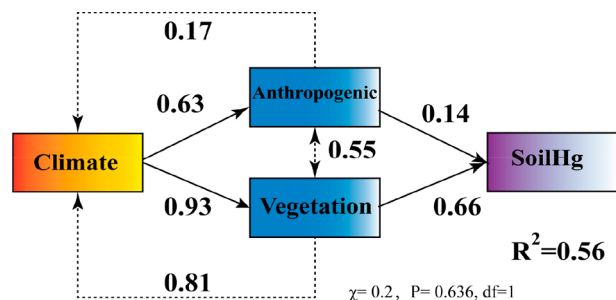 0.17
Anthropogenic
0.63
0.14
Climate
0.55
SoilHg
0.93
Vegetation
0.66
R²=0.56
0.81
χ= 0.2, P= 0.636, df=1